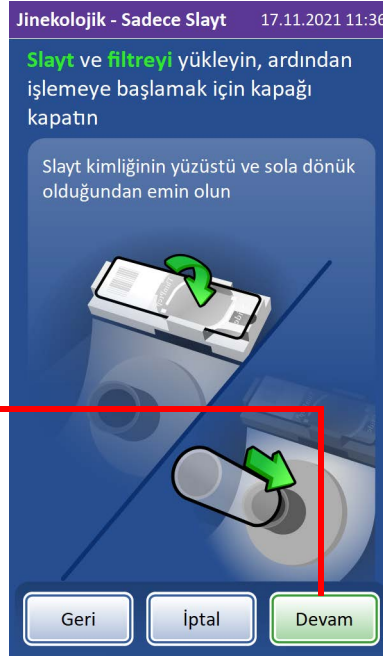 Jinekolojik - Sadece Slayt 17.11.2021 11:36
Slayt ve filtreyi yükleyin, ardından
işlemeye başlamak için kapağı
kapatın
Slayt kimliğinin yüzüstü ve sola dönük
olduğundan emin olun
Geri
İptal
Devam